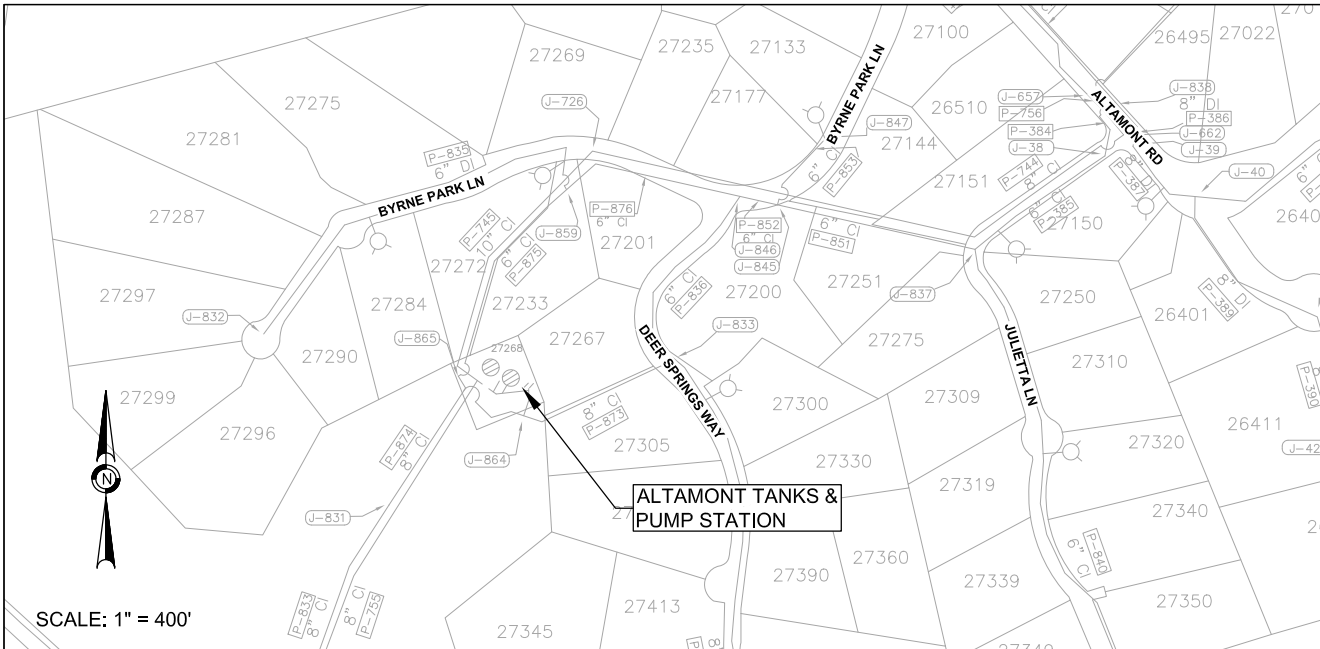 27235
27133
27100
26495
27022
27269
27275
27177
J-726
26510
J-657
J-838
P-756
8" DI
P-386
ALTAMONT RD
BYRNE PARK LN
J-847
27144
P-384
J-662
J-38
J-39
27281
P-835
6" DI
6" CI
P-853
27151
P-744
8" CI
8" DI
P-387
J-40
6" CI
P-385
27287
BYRNE PARK LN
P-876
6" CI
J-859
27201
P-852
6" CI
J-846
J-845
6" CI
P-851
27150
P-745
10" CI
6" CI
P-875
27272
27297
27284
27233
6" CI
P-836
27200
27251
J-837
27250
26401
8" DI
P-389
J-832
J-833
J-865
27290
27268
27267
DEER SPRINGS WAY
27275
JULIETTA LN
27310
27299
27296
8" CI
P-873
27300
27309
P-390
26411
P-874
8" CI
27305
27320
J-42
J-864
27330
27319
N
J-831
ALTAMONT TANKS &
PUMP STATION
27340
27360
P-840
6" CI
27390
27339
SCALE: 1" = 400'
P-833
8" CI
8" CI
P-755
27413
27345
27350